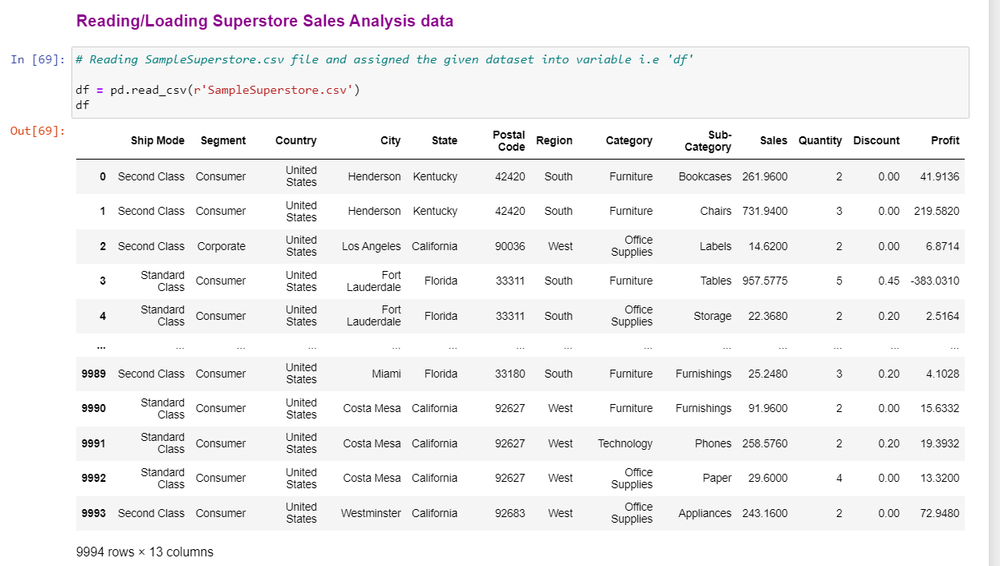 Reading/Loading Superstore Sales Analysis data
In [69]: # Reading SampleSuperstore.csv file and assigned the given dataset into variable i.e 'df'
df = pd.read_csv(r'SampleSuperstore.csv')
df
Out[69]:
Ship Mode Segment Country City State Postal Code Region Category Sub-Category Sales Quantity Discount Profit
0 Second Class Consumer United States Henderson Kentucky 42420 South Furniture Bookcases 261.9600 2 0.00 41.9136
1 Second Class Consumer United States Henderson Kentucky 42420 South Furniture Chairs 731.9400 3 0.00 219.5820
2 Second Class Corporate United States Los Angeles California 90036 West Office Supplies Labels 14.6200 2 0.00 6.8714
3 Standard Class Consumer United States Fort Lauderdale Florida 33311 South Furniture Tables 957.5775 5 0.45 -383.0310
4 Standard Class Consumer United States Fort Lauderdale Florida 33311 South Office Supplies Storage 22.3680 2 0.20 2.5164
... ... ... ... ... ... ... ... ... ... ... ... ... ...
9989 Second Class Consumer United States Miami Florida 33180 South Furniture Furnishings 25.2480 3 0.20 4.1028
9990 Standard Class Consumer United States Costa Mesa California 92627 West Furniture Furnishings 91.9600 2 0.00 15.6332
9991 Standard Class Consumer United States Costa Mesa California 92627 West Technology Phones 258.5760 2 0.20 19.3932
9992 Standard Class Consumer United States Costa Mesa California 92627 West Office Supplies Paper 29.6000 4 0.00 13.3200
9993 Second Class Consumer United States Westminster California 92683 West Office Supplies Appliances 243.1600 2 0.00 72.9480
9994 rows × 13 columns